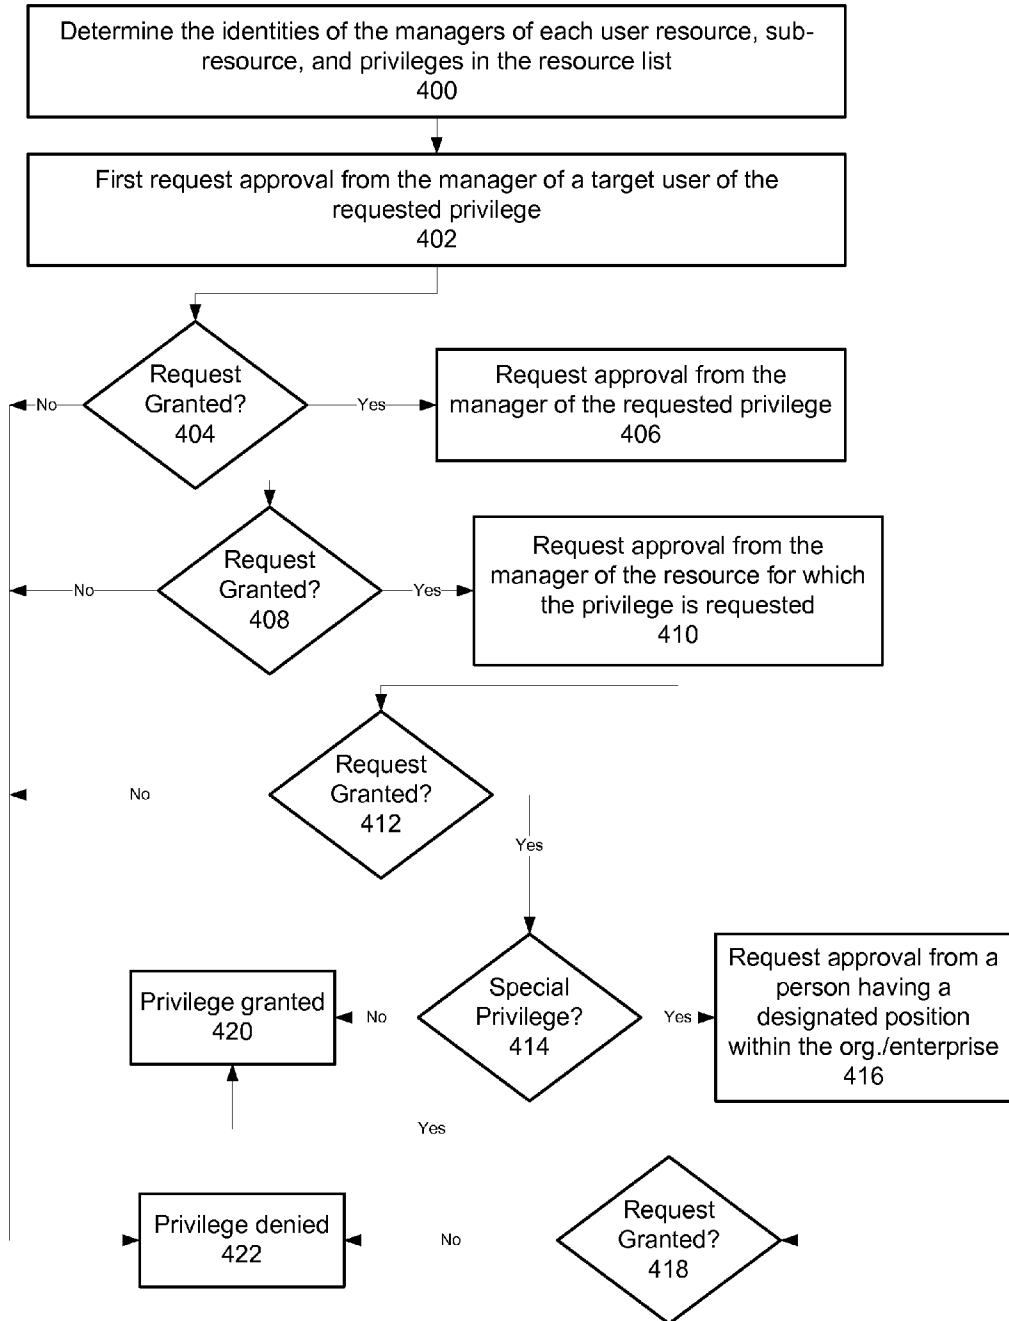 Determine the identities of the managers of each user resource, sub-
resource, and privileges in the resource list
400
First request approval from the manager of a target user of the
requested privilege
402
Request
Granted?
404
No
Yes
Request approval from the
manager of the requested privilege
406
Request
Granted?
408
No
Yes
Request approval from the
manager of the resource for which
the privilege is requested
410
Request
Granted?
412
No
Yes
Special
Privilege?
414
No
Yes
Privilege granted
420
Request approval from a
person having a
designated position
within the org./enterprise
416
Yes
Request
Granted?
418
No
Privilege denied
422